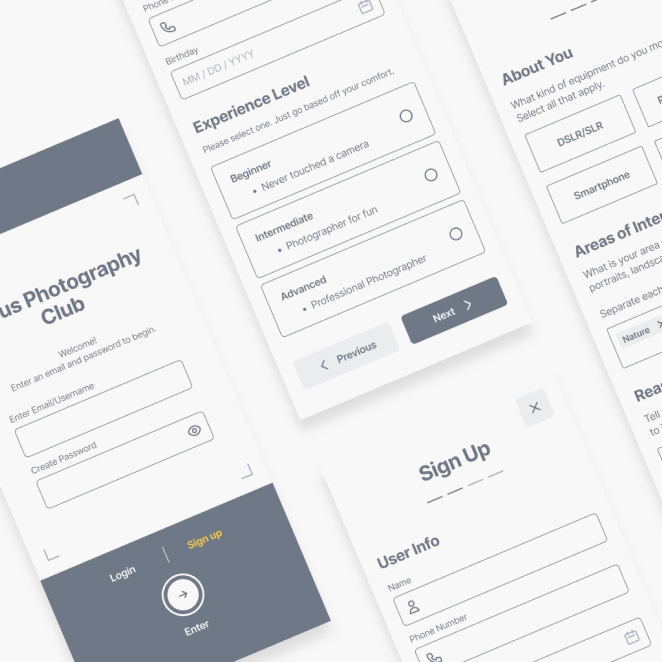 us Photography
Club
Welcome!
Enter an email and password to begin.
Enter Email/Username
Create Password
Login
Sign up
Enter
Phone
Birthday
MM / DD / YYYY
Experience Level
Please select one. Just go based off your comfort.
Beginner
• Never touched a camera
Intermediate
• Photographer for fun
Advanced
• Professional Photographer
Previous
Next
Sign Up
User Info
Name
Phone Number
About You
What kind of equipment do you mo
Select all that apply.
DSLR/SLR
Smartphone
Areas of Inter
What is your area
portraits, landsca
Separate each
Nature
Reas
Tell
to